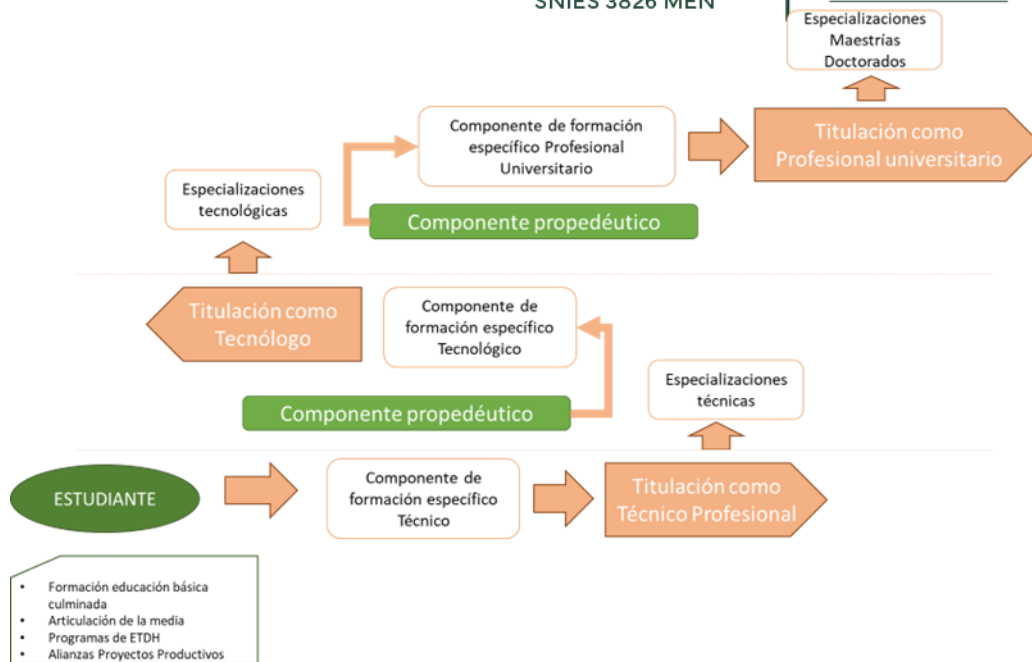 SNIES 3826 MEN
Especializaciones
Maestrías
Doctorados
Componente de formación
específico Profesional
Universitario
Titulación como
Profesional universitario
Especializaciones
tecnológicas
Componente propedéutico
Titulación como
Tecnólogo
Componente de
formación específico
Tecnológico
Especializaciones
técnicas
Componente propedéutico
ESTUDIANTE
Componente de
formación específico
Técnico
Titulación como
Técnico Profesional
• Formación educación básica
culminada
• Articulación de la media
• Programas de ETDH
• Alianzas Proyectos Productivos